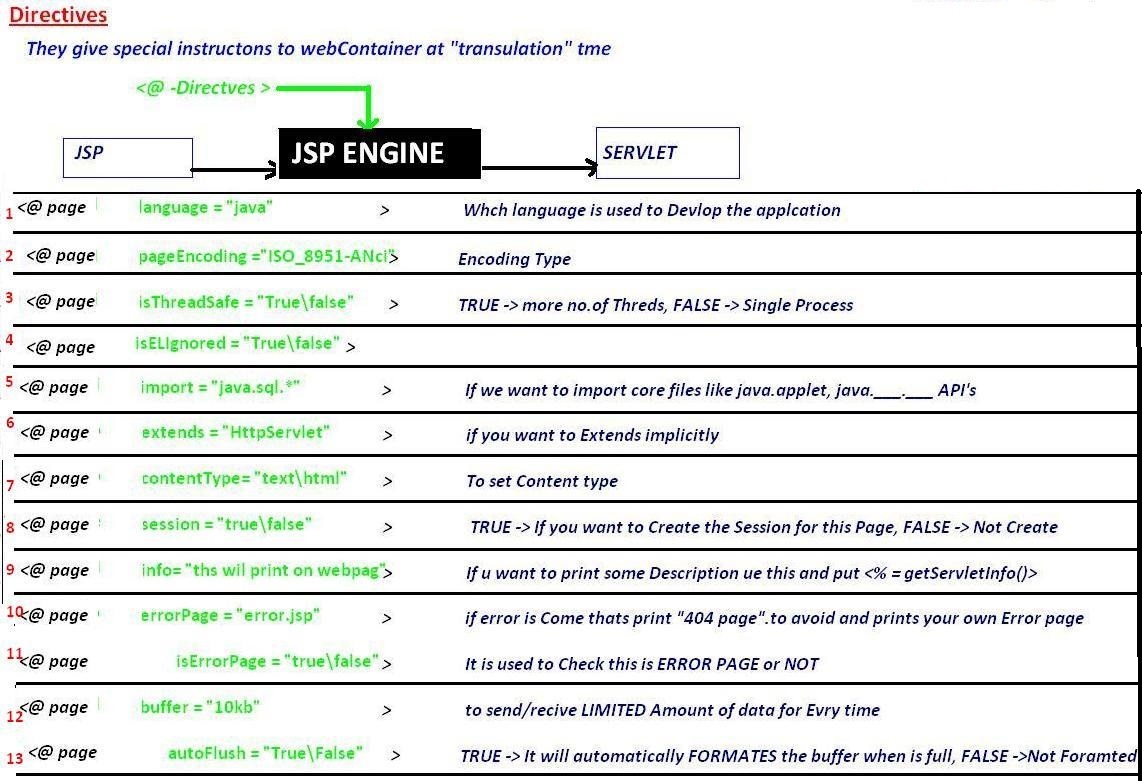 Directives
They give special instructons to webContainer at "transulation" tme
<@ -Directves >
JSP
JSP ENGINE
SERVLET
1 <@ page language = "java" > Whch language is used to Devlop the applcation
2 <@ page pageEncoding ="ISO_8951-ANci"> Encoding Type
3 <@ page isThreadSafe = "True\false" > TRUE -> more no.of Threds, FALSE -> Single Process
4 <@ page isELIgnored = "True\false" >
5 <@ page import = "java.sql.*" > If we want to import core files like java.applet, java.___.___ API's
6 <@ page extends = "HttpServlet" > if you want to Extends implicitly
7 <@ page contentType= "text\html" > To set Content type
8 <@ page session = "true\false" > TRUE -> If you want to Create the Session for this Page, FALSE -> Not Create
9 <@ page info= "ths wil print on webpag"> If u want to print some Description ue this and put <% = getServletInfo()>
10 <@ page errorPage = "error.jsp" > if error is Come thats print "404 page".to avoid and prints your own Error page
11 <@ page isErrorPage = "true\false" > It is used to Check this is ERROR PAGE or NOT
12 <@ page buffer = "10kb" > to send/recive LIMITED Amount of data for Evry time
13 <@ page autoFlush = "True\False" > TRUE -> It will automatically FORMATES the buffer when is full, FALSE ->Not Foramted